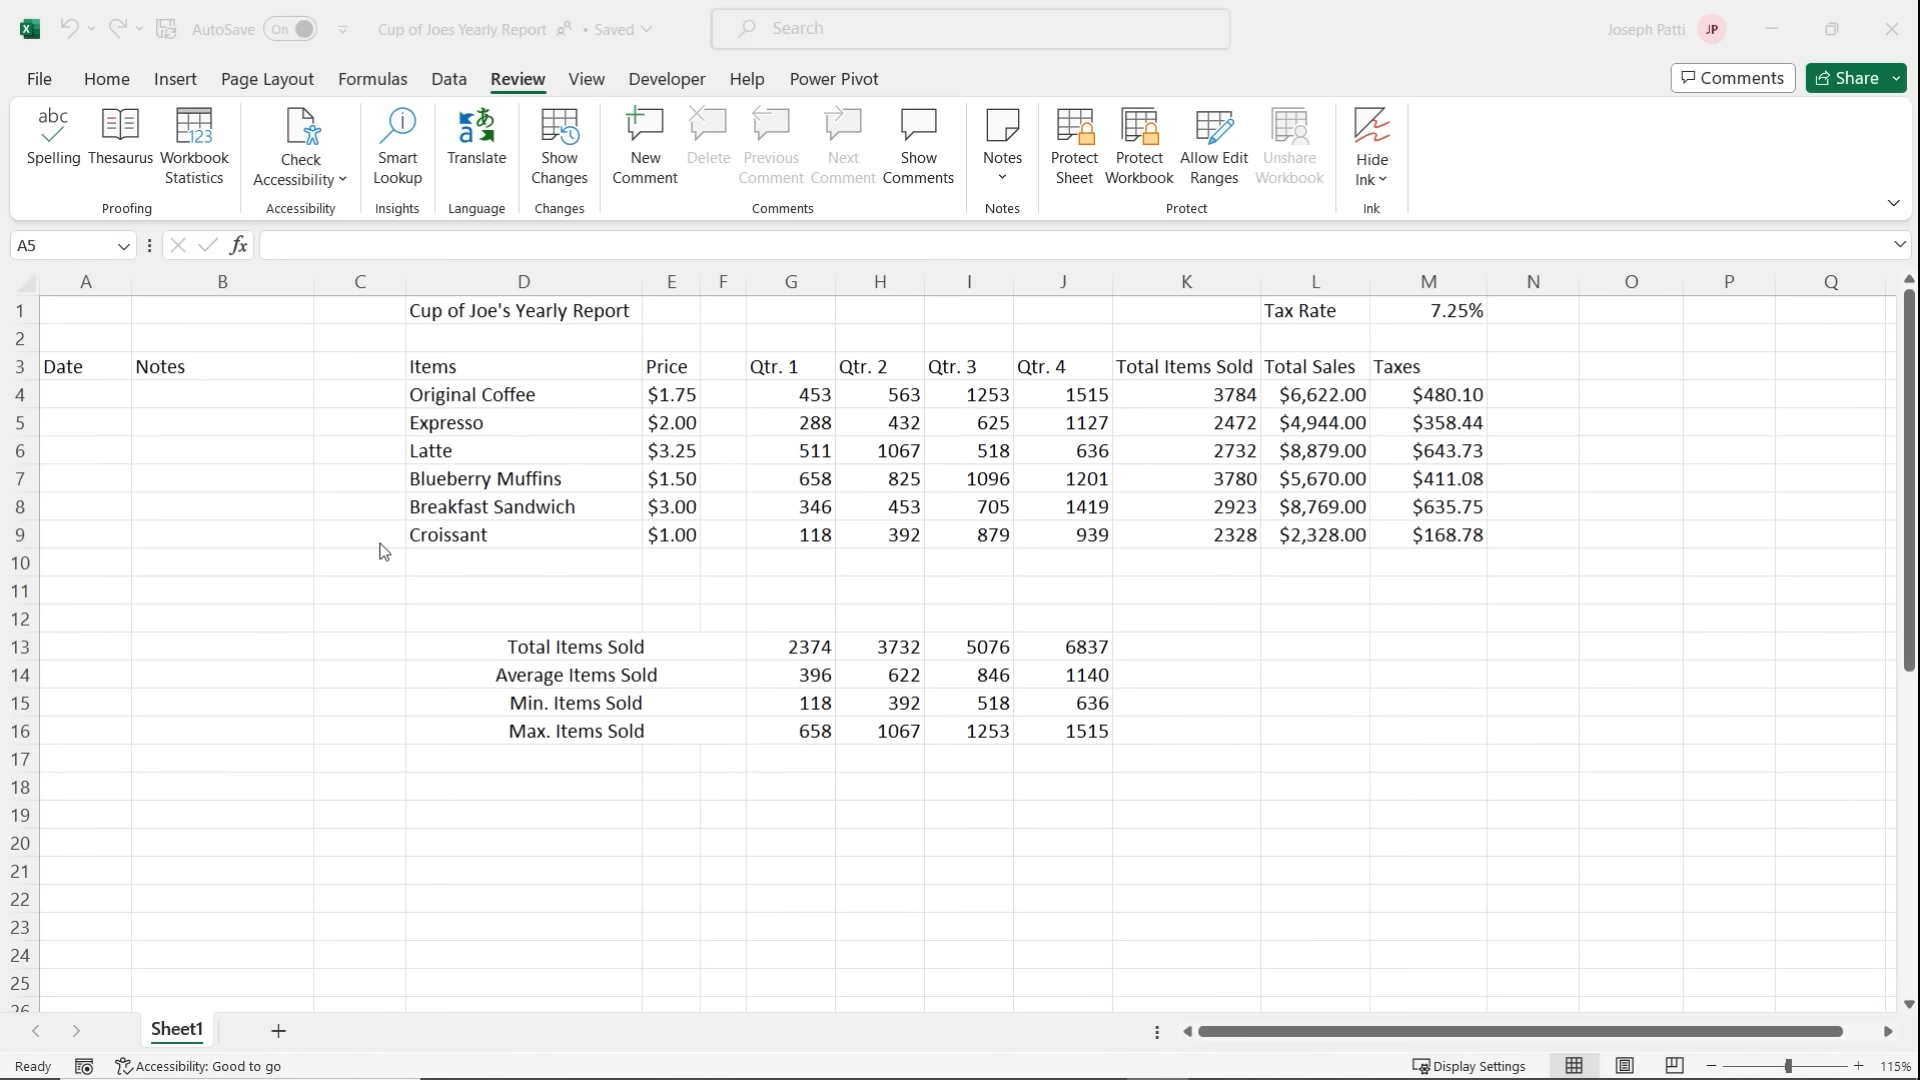 AutoSave On Cup of Joes Yearly Report • Saved Search Joseph Patti JP
File Home Insert Page Layout Formulas Data Review View Developer Help Power Pivot Comments Share
abc 123 i a あ
Spelling Thesaurus Workbook Statistics Check Accessibility Smart Lookup Translate Show Changes New Comment Delete Previous Comment Next Comment Show Comments Notes Protect Sheet Protect Workbook Allow Edit Ranges Unshare Workbook Hide Ink
Proofing Accessibility Insights Language Changes Comments Notes Protect Ink
A5 fx
A B C D E F G H I J K L M N O P Q
1 Cup of Joe's Yearly Report Tax Rate 7.25%
2
3 Date Notes Items Price Qtr. 1 Qtr. 2 Qtr. 3 Qtr. 4 Total Items Sold Total Sales Taxes
4 Original Coffee $1.75 453 563 1253 1515 3784 $6,622.00 $480.10
5 Expresso $2.00 288 432 625 1127 2472 $4,944.00 $358.44
6 Latte $3.25 511 1067 518 636 2732 $8,879.00 $643.73
7 Blueberry Muffins $1.50 658 825 1096 1201 3780 $5,670.00 $411.08
8 Breakfast Sandwich $3.00 346 453 705 1419 2923 $8,769.00 $635.75
9 Croissant $1.00 118 392 879 939 2328 $2,328.00 $168.78
10
11
12
13 Total Items Sold 2374 3732 5076 6837
14 Average Items Sold 396 622 846 1140
15 Min. Items Sold 118 392 518 636
16 Max. Items Sold 658 1067 1253 1515
17
18
19
20
21
22
23
24
25
26
Sheet1
Ready Accessibility: Good to go Display Settings 115%